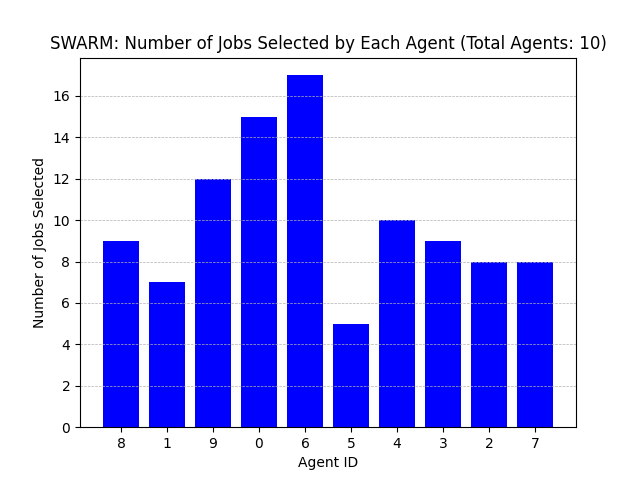 SWARM: Number of Jobs Selected by Each Agent (Total Agents: 10)
Number of Jobs Selected
16
14
12
10
8
6
4
2
0
8 1 9 0 6 5 4 3 2 7
Agent ID